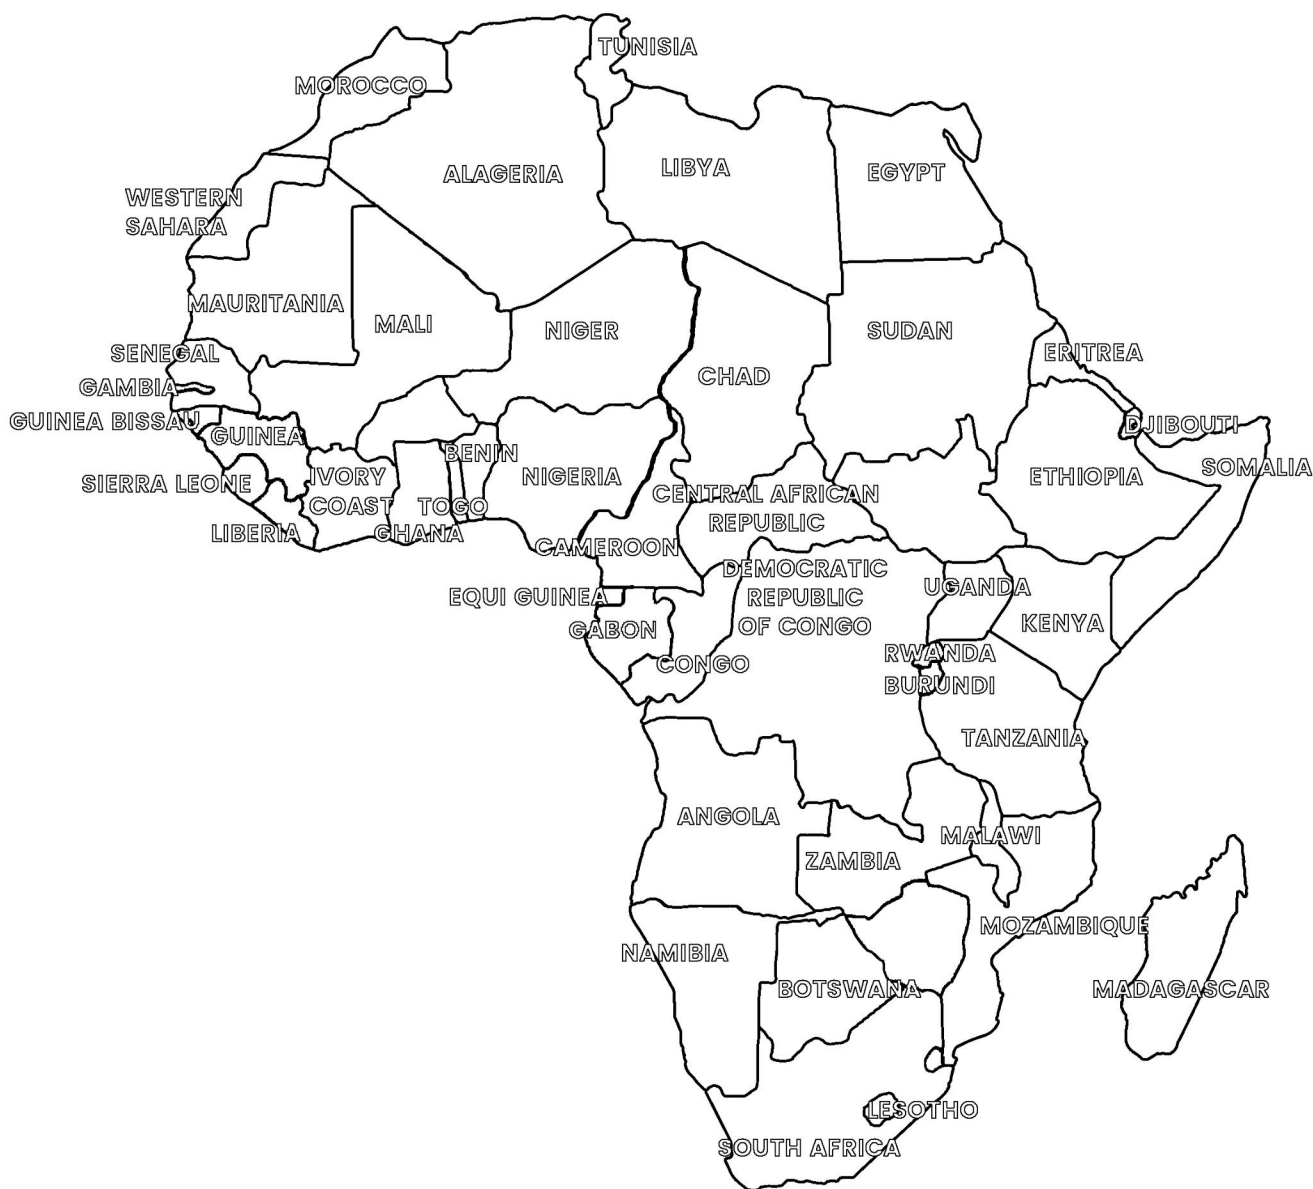 TUNISIA
MOROCCO
ALAGERIA
LIBYA
EGYPT
WESTERN
SAHARA
MAURITANIA
MALI
NIGER
CHAD
SUDAN
ERITREA
SENEGAL
GAMBIA
GUINEA BISSAU
GUINEA
SIERRA LEONE
LIBERIA
IVORY
COAST
GHANA
TOGO
BENIN
NIGERIA
CENTRAL AFRICAN
REPUBLIC
DJIBOUTI
ETHIOPIA
SOMALIA
CAMEROON
EQUI GUINEA
GABON
CONGO
DEMOCRATIC
REPUBLIC
OF CONGO
UGANDA
KENYA
RWANDA
BURUNDI
TANZANIA
ANGOLA
ZAMBIA
MALAWI
MOZAMBIQUE
NAMIBIA
BOTSWANA
MADAGASCAR
LESOTHO
SOUTH AFRICA